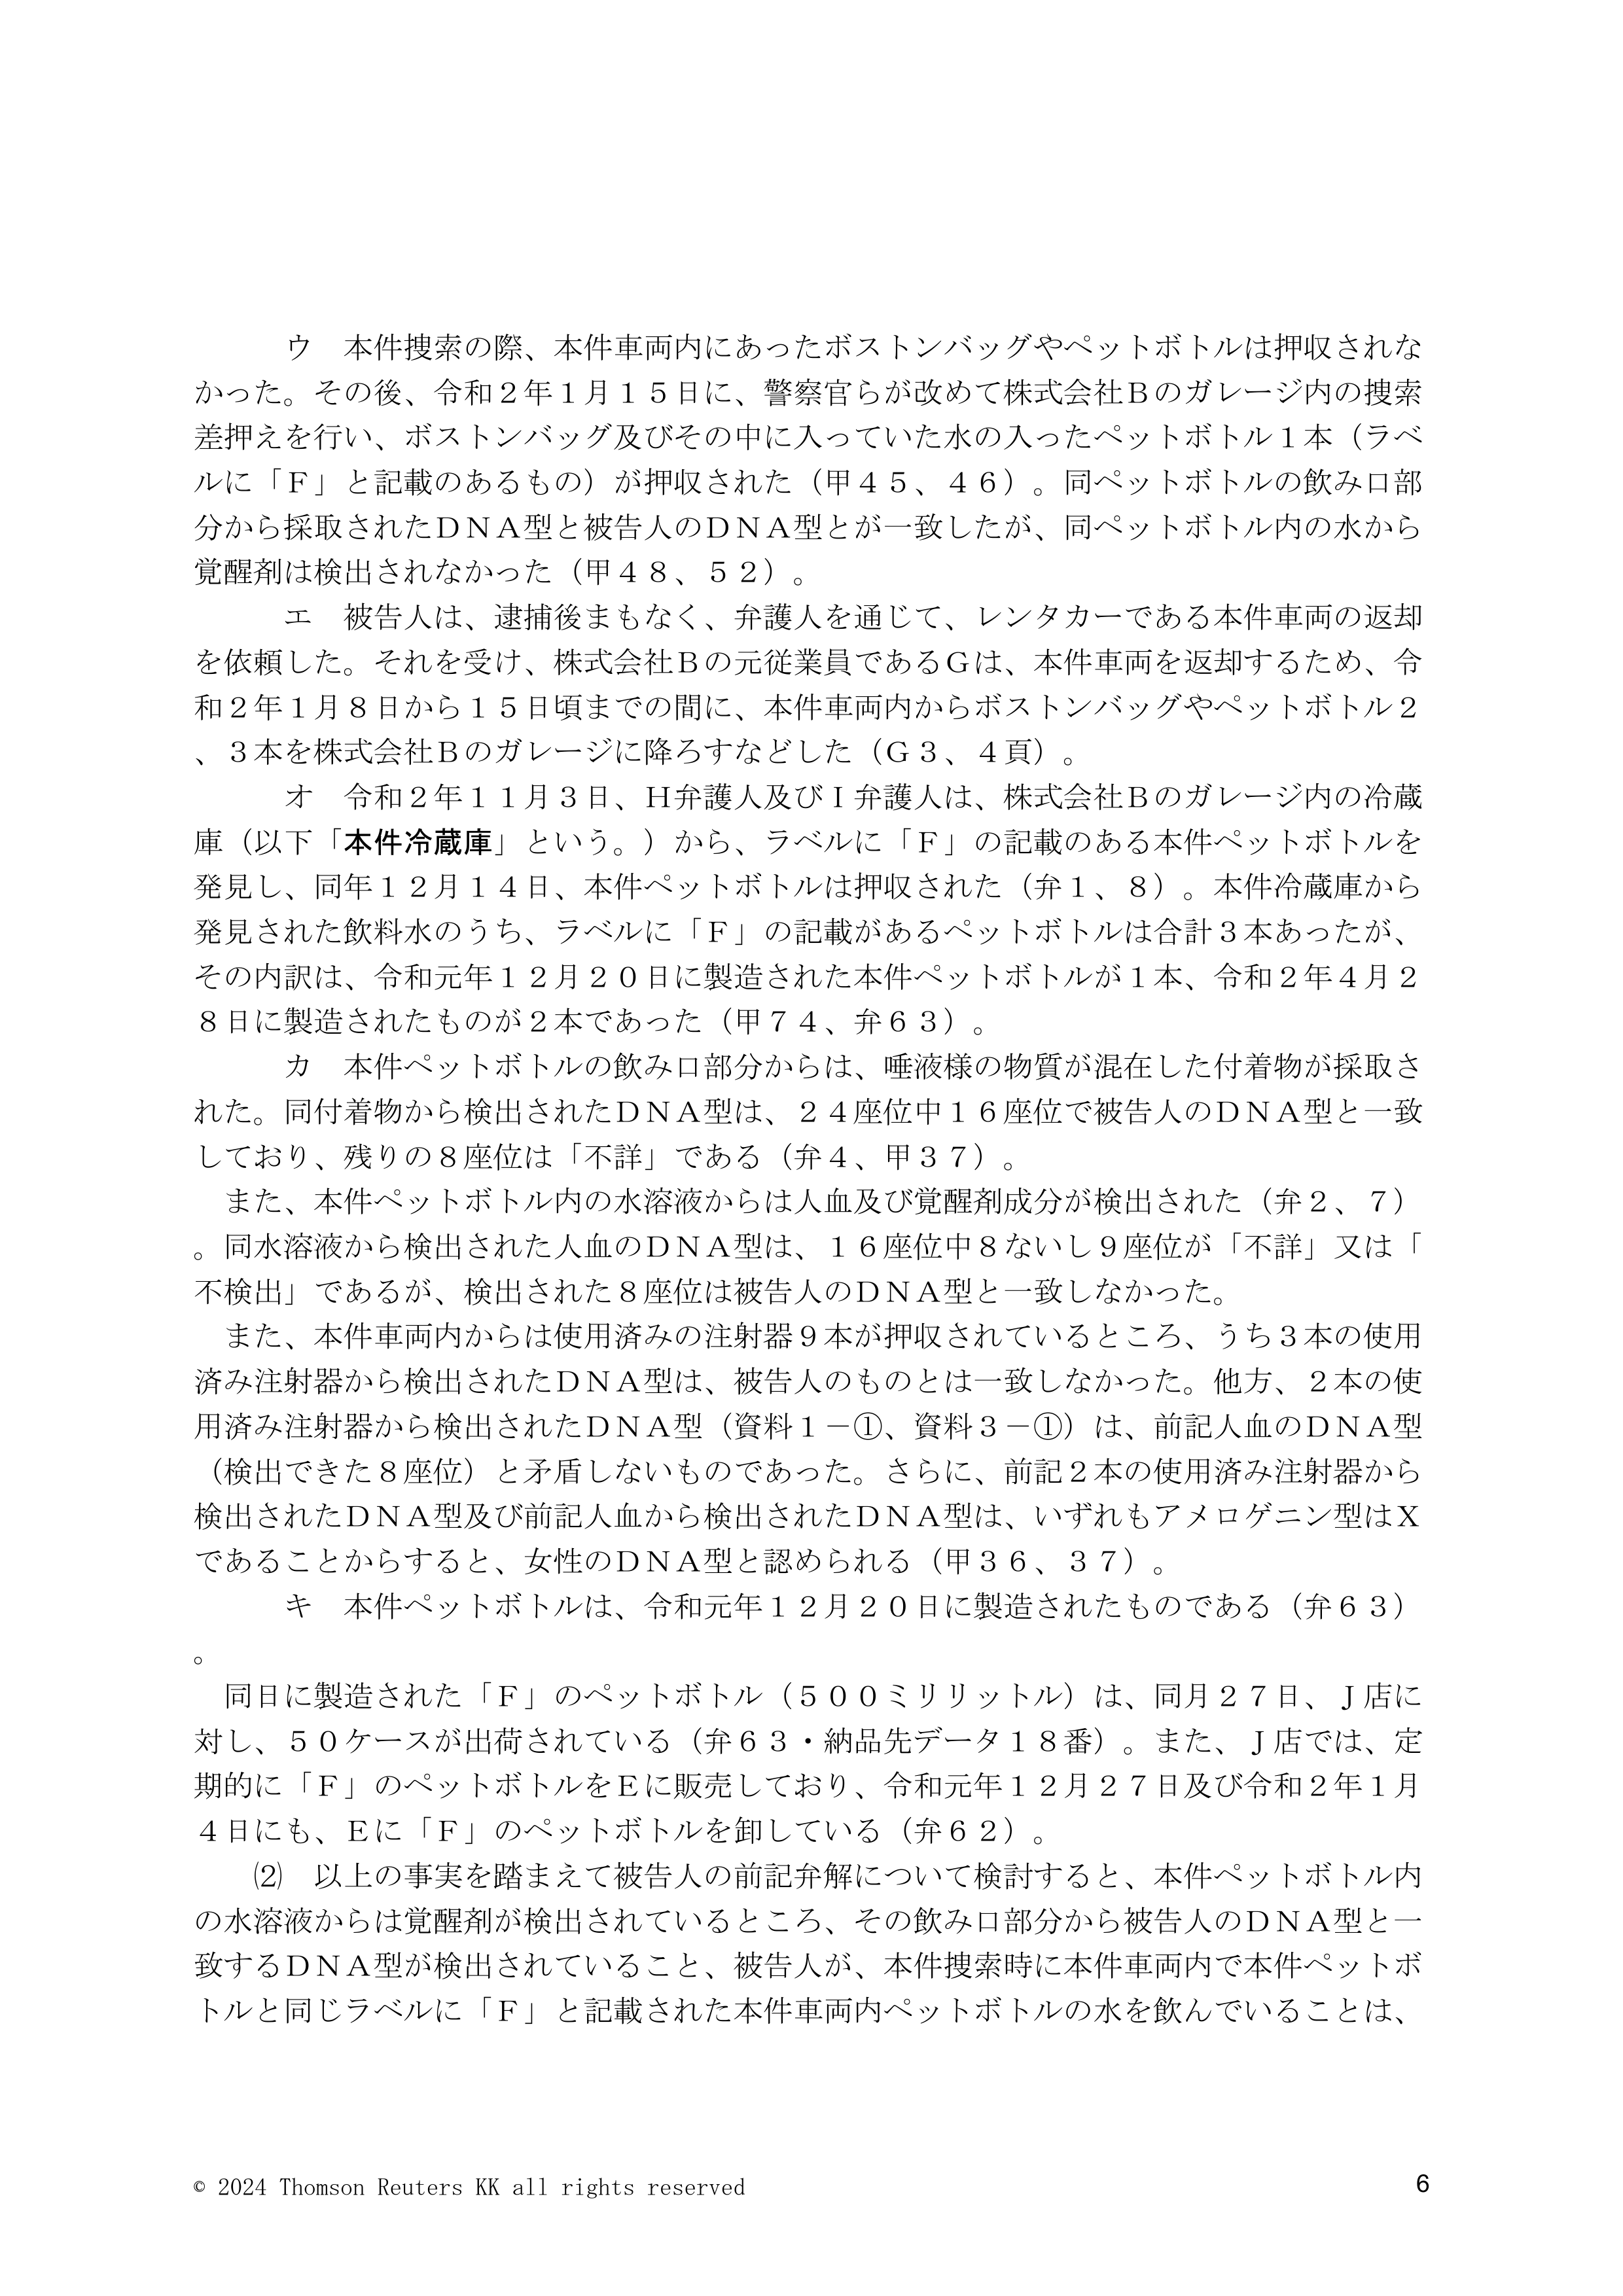 ウ　本件捜索の際、本件車両内にあったボストンバッグやペットボトルは押収されな
かった。その後、令和２年１月１５日に、警察官らが改めて株式会社Ｂのガレージ内の捜索
差押えを行い、ボストンバッグ及びその中に入っていた水の入ったペットボトル１本（ラベ
ルに「Ｆ」と記載のあるもの）が押収された（甲４５、４６）。同ペットボトルの飲み口部
分から採取されたＤＮＡ型と被告人のＤＮＡ型とが一致したが、同ペットボトル内の水から
覚醒剤は検出されなかった（甲４８、５２）。
エ　被告人は、逮捕後まもなく、弁護人を通じて、レンタカーである本件車両の返却
を依頼した。それを受け、株式会社Ｂの元従業員であるＧは、本件車両を返却するため、令
和２年１月８日から１５日頃までの間に、本件車両内からボストンバッグやペットボトル２
、３本を株式会社Ｂのガレージに降ろすなどした（Ｇ３、４頁）。
オ　令和２年１１月３日、Ｈ弁護人及びＩ弁護人は、株式会社Ｂのガレージ内の冷蔵
庫（以下「本件冷蔵庫」という。）から、ラベルに「Ｆ」の記載のある本件ペットボトルを
発見し、同年１２月１４日、本件ペットボトルは押収された（弁１、８）。本件冷蔵庫から
発見された飲料水のうち、ラベルに「Ｆ」の記載があるペットボトルは合計３本あったが、
その内訳は、令和元年１２月２０日に製造された本件ペットボトルが１本、令和２年４月２
８日に製造されたものが２本であった（甲７４、弁６３）。
カ　本件ペットボトルの飲み口部分からは、唾液様の物質が混在した付着物が採取さ
れた。同付着物から検出されたＤＮＡ型は、２４座位中１６座位で被告人のＤＮＡ型と一致
しており、残りの８座位は「不詳」である（弁４、甲３７）。
また、本件ペットボトル内の水溶液からは人血及び覚醒剤成分が検出された（弁２、７）
。同水溶液から検出された人血のＤＮＡ型は、１６座位中８ないし９座位が「不詳」又は「
不検出」であるが、検出された８座位は被告人のＤＮＡ型と一致しなかった。
また、本件車両内からは使用済みの注射器９本が押収されているところ、うち３本の使用
済み注射器から検出されたＤＮＡ型は、被告人のものとは一致しなかった。他方、２本の使
用済み注射器から検出されたＤＮＡ型（資料１－①、資料３－①）は、前記人血のＤＮＡ型
（検出できた８座位）と矛盾しないものであった。さらに、前記２本の使用済み注射器から
検出されたＤＮＡ型及び前記人血から検出されたＤＮＡ型は、いずれもアメロゲニン型はＸ
であることからすると、女性のＤＮＡ型と認められる（甲３６、３７）。
キ　本件ペットボトルは、令和元年１２月２０日に製造されたものである（弁６３）
。
同日に製造された「Ｆ」のペットボトル（５００ミリリットル）は、同月２７日、Ｊ店に
対し、５０ケースが出荷されている（弁６３・納品先データ１８番）。また、Ｊ店では、定
期的に「Ｆ」のペットボトルをＥに販売しており、令和元年１２月２７日及び令和２年１月
４日にも、Ｅに「Ｆ」のペットボトルを卸している（弁６２）。
⑵　以上の事実を踏まえて被告人の前記弁解について検討すると、本件ペットボトル内
の水溶液からは覚醒剤が検出されているところ、その飲み口部分から被告人のＤＮＡ型と一
致するＤＮＡ型が検出されていること、被告人が、本件捜索時に本件車両内で本件ペットボ
トルと同じラベルに「Ｆ」と記載された本件車両内ペットボトルの水を飲んでいることは、
© 2024 Thomson Reuters KK all rights reserved
6